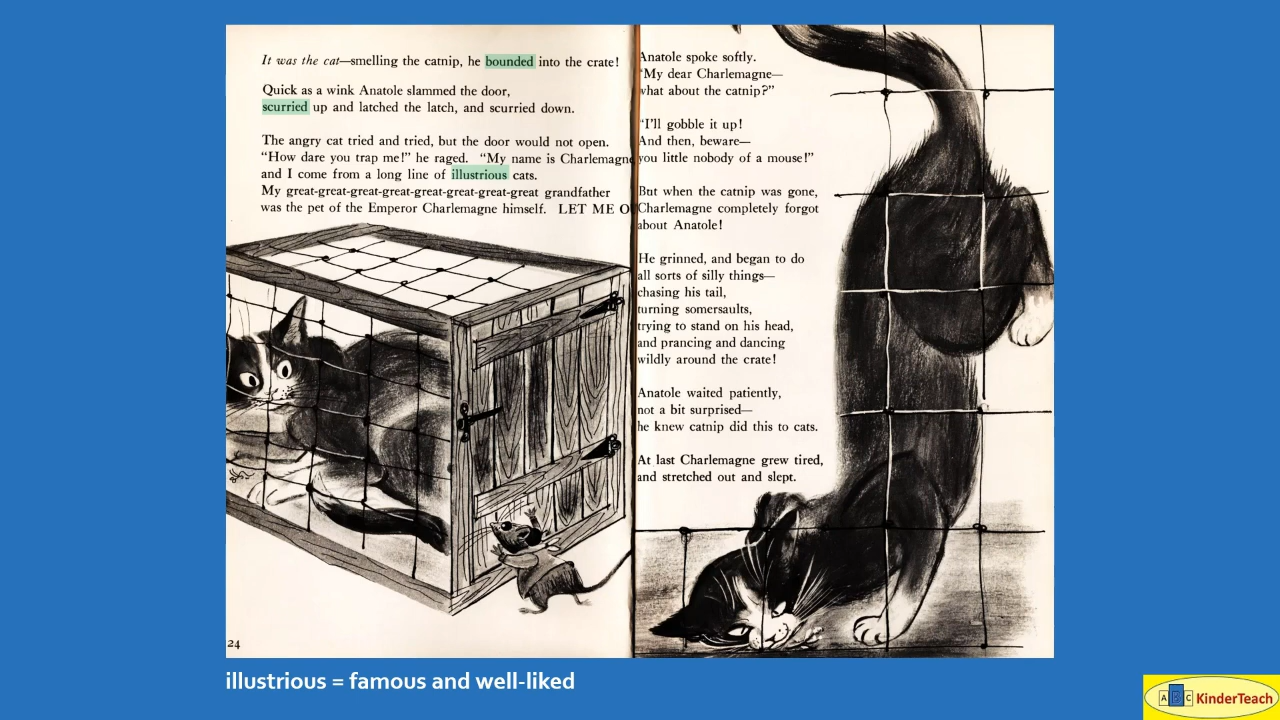 It was the cat—smelling the catnip, he bounded into the crate!
Quick as a wink Anatole slammed the door,
scurried up and latched the latch, and scurried down.
The angry cat tried and tried, but the door would not open.
“How dare you trap me!” he raged. “My name is Charlemagne
and I come from a long line of illustrious cats.
My great-great-great-great-great-great-great-great grandfather
was the pet of the Emperor Charlemagne himself. LET ME
24
Anatole spoke softly.
“My dear Charlemagne—
what about the catnip?”
“I’ll gobble it up!
And then, beware—
you little nobody of a mouse!”
But when the catnip was gone,
Charlemagne completely forgot
about Anatole!
He grinned, and began to do
all sorts of silly things—
chasing his tail,
turning somersaults,
trying to stand on his head,
and prancing and dancing
wildly around the crate!
Anatole waited patiently,
not a bit surprised—
he knew catnip did this to cats.
At last Charlemagne grew tired,
and stretched out and slept.
illustrious = famous and well-liked
ABC KinderTeach